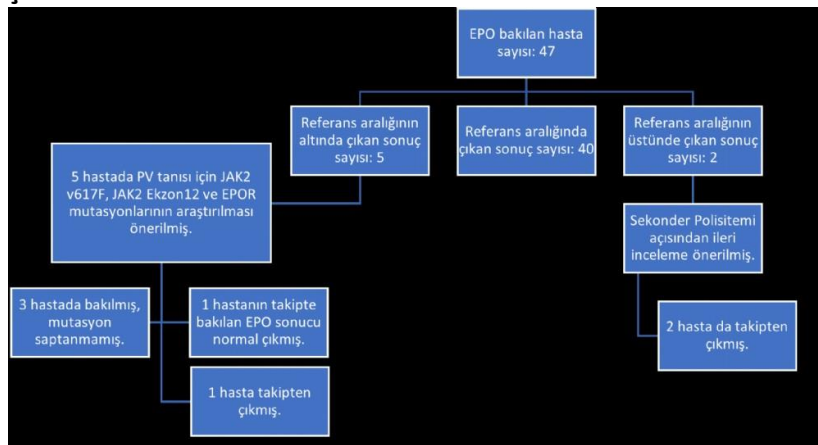 EPO bakılan hasta
sayısı: 47
Referans aralığının
altında çıkan sonuç
sayısı: 5
Referans aralığında
çıkan sonuç sayısı: 40
Referans aralığının
üstünde çıkan sonuç
sayısı: 2
5 hastada PV tanısı için JAK2
v617F, JAK2 Ekzon12 ve EPOR
mutasyonlarının araştırılması
önerilmiş.
Sekonder Polisitemi
açısından ileri
inceleme önerilmiş.
3 hastada bakılmış,
mutasyon
saptanmamış.
1 hastanın takipte
bakılan EPO sonucu
normal çıkmış.
2 hasta da takipten
çıkmış.
1 hasta takipten
çıkmış.